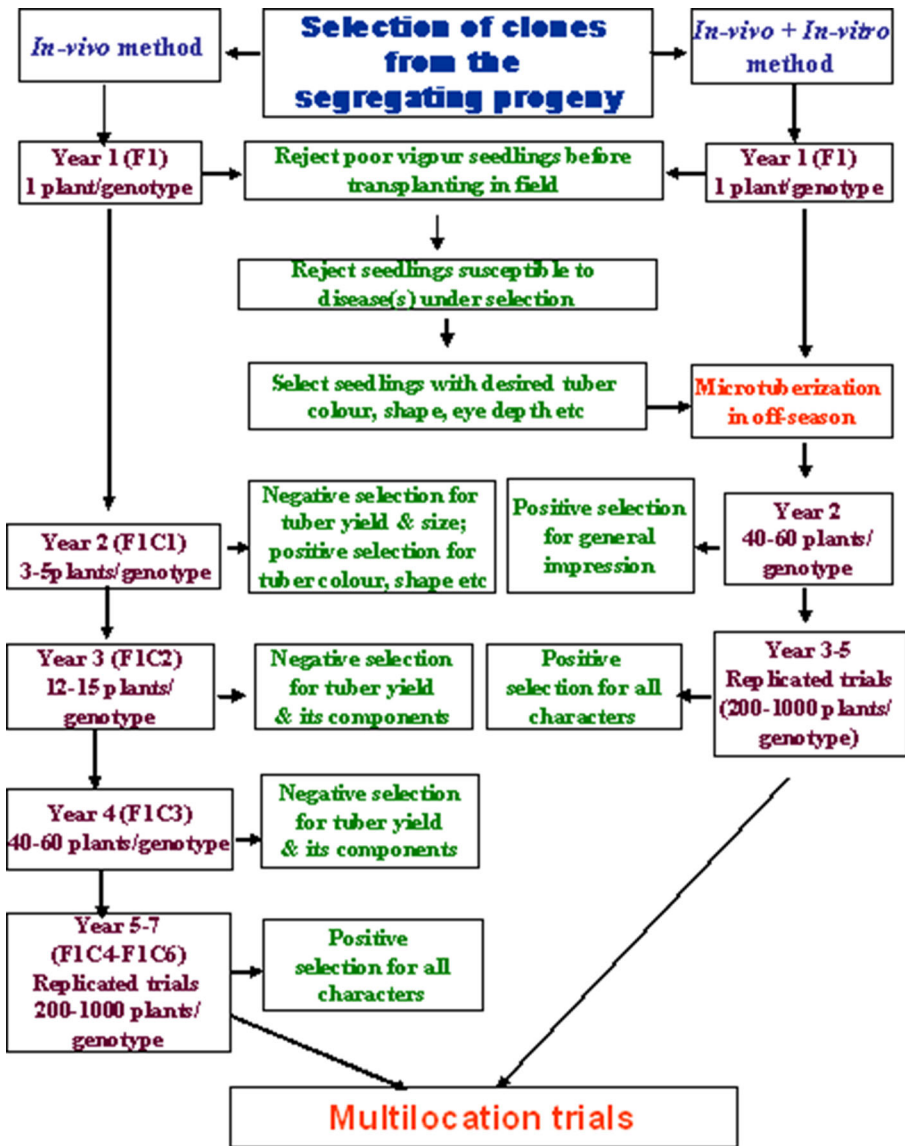 In-vivo method
Selection of clones
from the
segregating progeny
In-vivo + In-vitro
method
Year 1 (F1)
1 plant/genotype
Reject poor vigpur seedlings before
transplanting in field
Year 1 (F1)
1 plant/genotype
Reject seedlings susceptible to
disease(s) under selection
Select seedlings with desired tuber
colour, shape, eye depth etc
Microtuberization
in off-season
Year 2 (F1C1)
3-5plants/genotype
Negative selection for
tuber yield & size;
positive selection for
tuber colour, shape etc
Positive selection
for general
impression
Year 2
40-60 plants/
genotype
Year 3 (F1C2)
12-15 plants/
genotype
Negative selection
for tuber yield
& its components
Positive
selection for all
characters
Year 3-5
Replicated trials
(200-1000 plants/
genotype)
Year 4 (F1C3)
40-60 plants/genotype
Negative selection
for tuber yield
& its components
Year 5-7
(F1C4-F1C6)
Replicated trials
200-1000 plants/
genotype
Positive
selection for all
characters
Multilocation trials